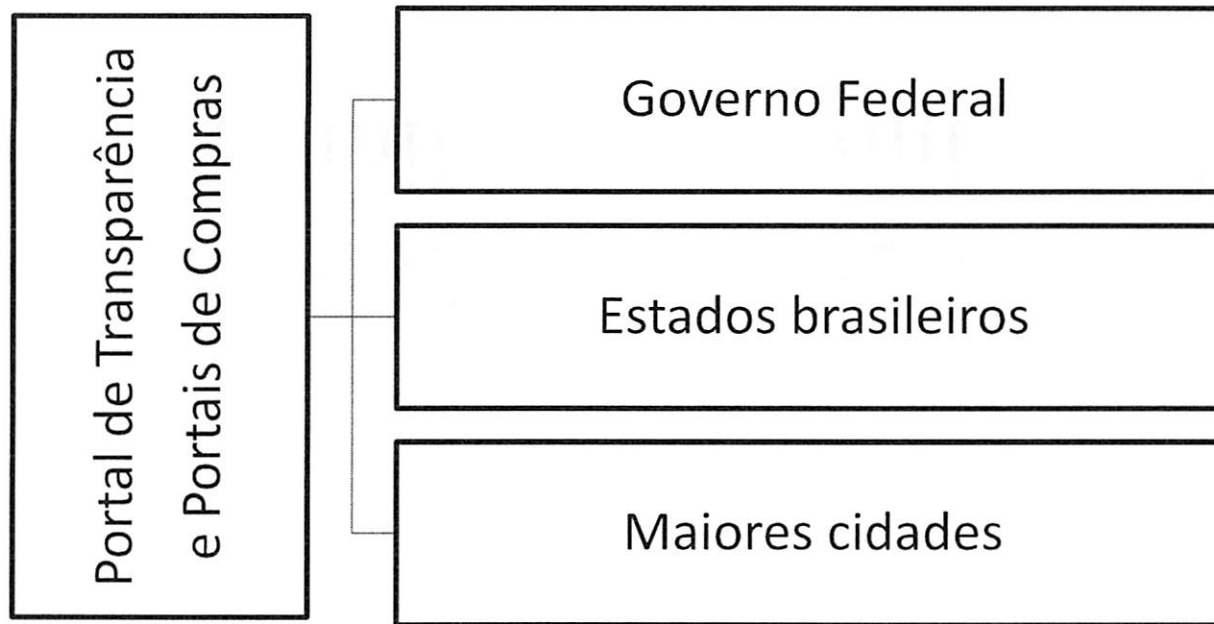 Portal de Transparência
e Portais de Compras
Governo Federal
Estados brasileiros
Maiores cidades